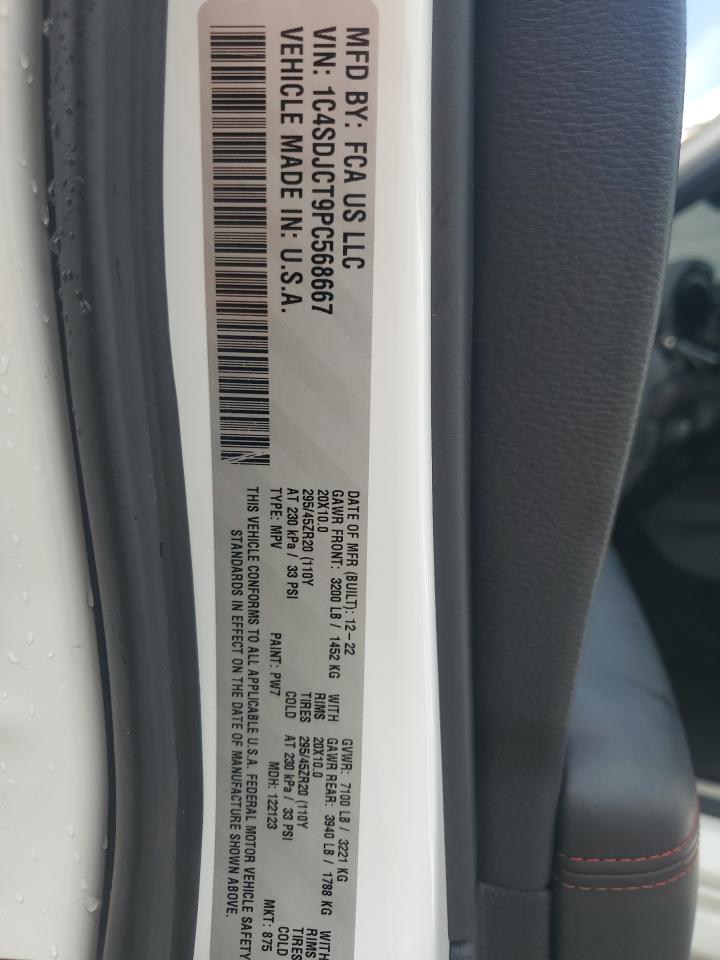 MFD BY: FCA US LLC
VIN: 1C4SDJCT9PC568667
VEHICLE MADE IN: U.S.A.
DATE OF MFR (BUILT): 12-22 GVWR: 7100 LB / 3221 KG
GAWR FRONT: 3200 LB / 1452 KG WITH GAWR REAR: 3940 LB / 1788 KG WITH
20X10.0 RIMS 20X10.0 RIMS
295/45ZR20 (110Y TIRES 295/45ZR20 (110Y TIRES
AT 230 kPa / 33 PSI COLD AT 230 kPa / 33 PSI COLD
TYPE: MPV PAINT: PW7 MDH: 122123 MKT: 875
THIS VEHICLE CONFORMS TO ALL APPLICABLE U.S.A. FEDERAL MOTOR VEHICLE SAFETY
STANDARDS IN EFFECT ON THE DATE OF MANUFACTURE SHOWN ABOVE.